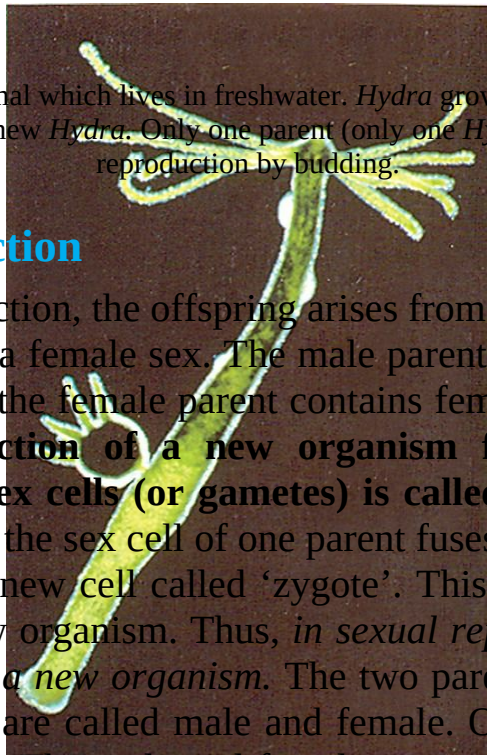 nal which lives in freshwater. Hydra grow
new Hydra. Only one parent (only one Hy
reproduction by budding.
ction
ction, the offspring arises from
a female sex. The male parent
the female parent contains fem
ction of a new organism f
ex cells (or gametes) is called
the sex cell of one parent fuses
new cell called ‘zygote’. This
w organism. Thus, in sexual rep
a new organism. The two pare
are called male and female. O